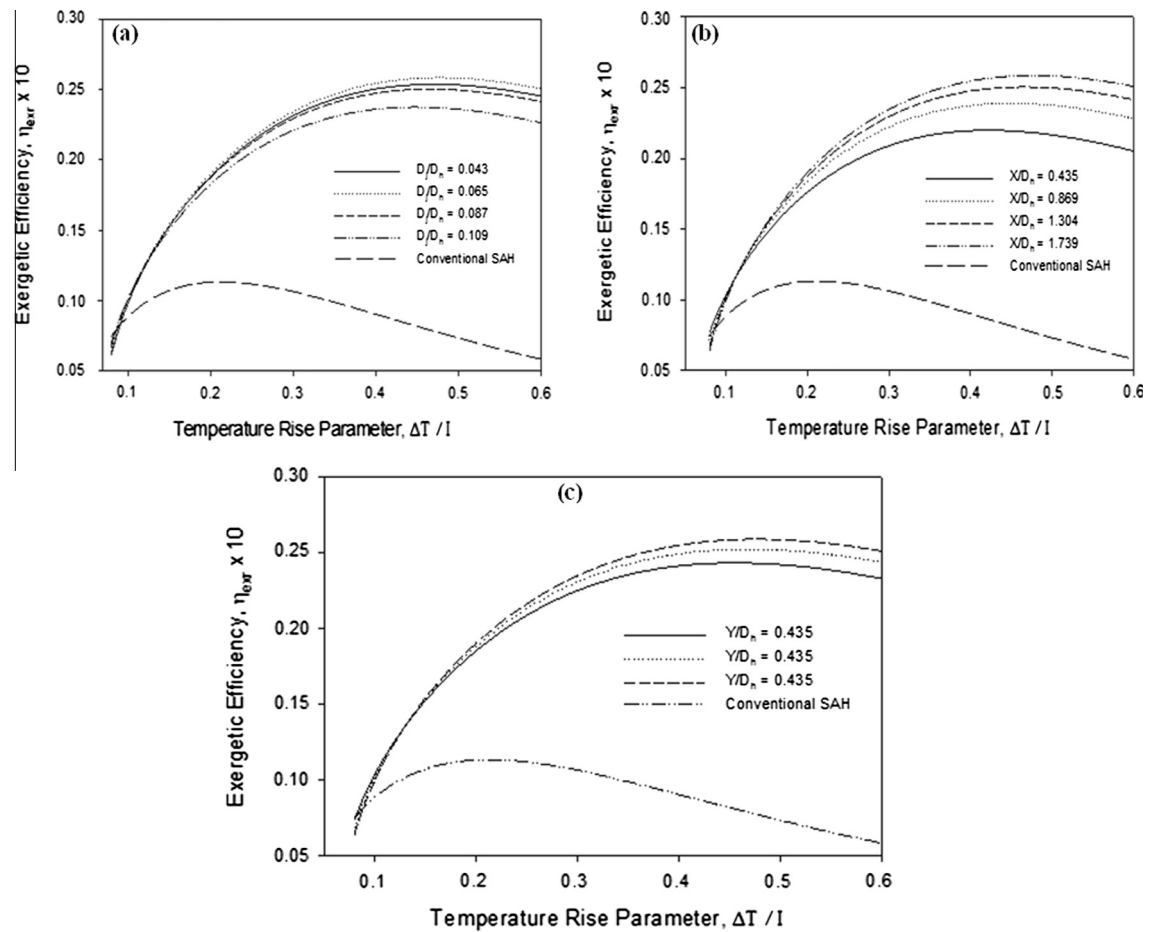 (a)
0.30
0.25
0.20
0.15
0.10
0.05
Exergetic Efficiency, ηexr x 10
Dj/Dh = 0.043
Dj/Dh = 0.065
Dj/Dh = 0.087
Dj/Dh = 0.109
Conventional SAH
0.1 0.2 0.3 0.4 0.5 0.6
Temperature Rise Parameter, ΔT / I
(b)
0.30
0.25
0.20
0.15
0.10
0.05
Exergetic Efficiency, ηexr x 10
X/Dh = 0.435
X/Dh = 0.869
X/Dh = 1.304
X/Dh = 1.739
Conventional SAH
0.1 0.2 0.3 0.4 0.5 0.6
Temperature Rise Parameter, ΔT / I
(c)
0.30
0.25
0.20
0.15
0.10
0.05
Exergetic Efficiency, ηexr x 10
Y/Dh = 0.435
Y/Dh = 0.435
Y/Dh = 0.435
Conventional SAH
0.1 0.2 0.3 0.4 0.5 0.6
Temperature Rise Parameter, ΔT / I